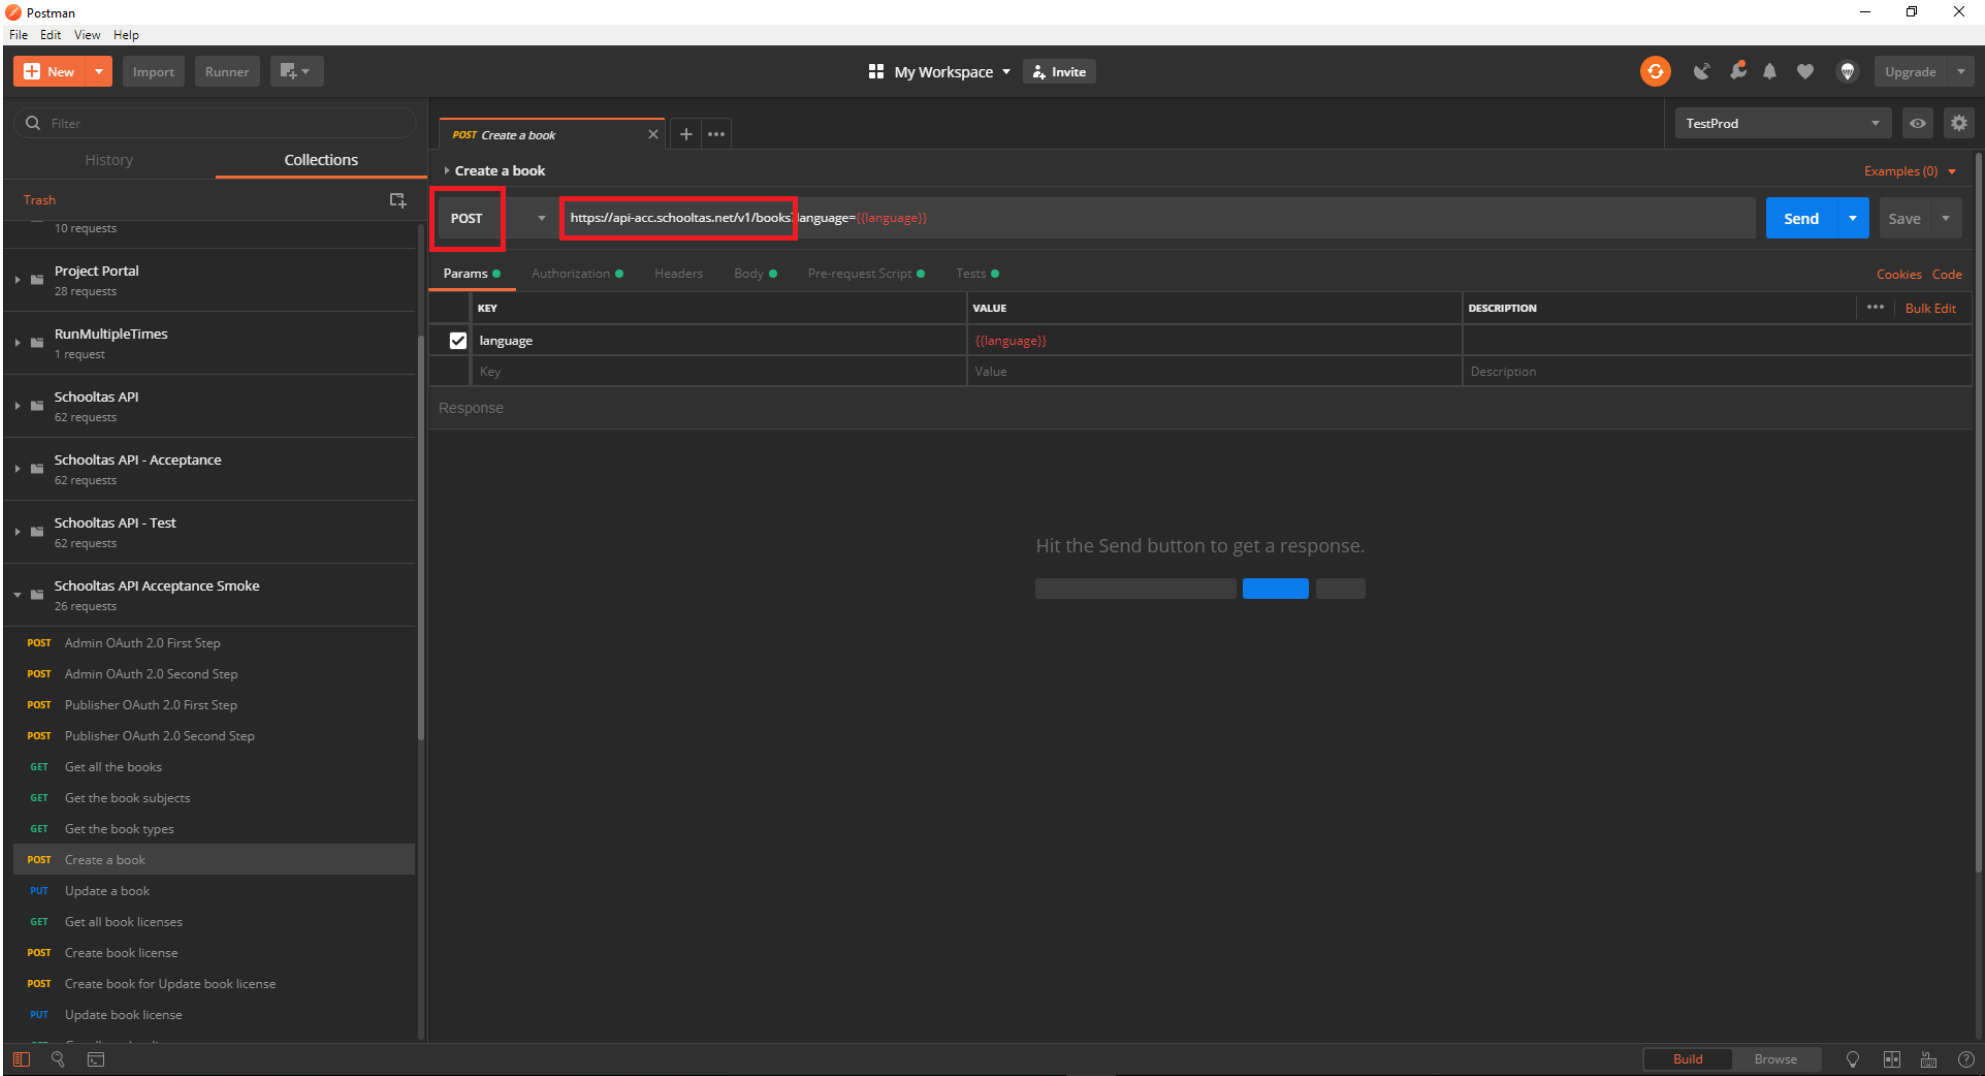 Postman
File Edit View Help
New Import Runner My Workspace Invite Upgrade
Filter
History Collections
Trash
10 requests
Project Portal
28 requests
RunMultipleTimes
1 request
Schooltas API
62 requests
Schooltas API - Acceptance
62 requests
Schooltas API - Test
62 requests
Schooltas API Acceptance Smoke
26 requests
POST Admin OAuth 2.0 First Step
POST Admin OAuth 2.0 Second Step
POST Publisher OAuth 2.0 First Step
POST Publisher OAuth 2.0 Second Step
GET Get all the books
GET Get the book subjects
GET Get the book types
POST Create a book
PUT Update a book
GET Get all book licenses
POST Create book license
POST Create book for Update book license
PUT Update book license
POST Create a book
TestProd
Create a book
Examples (0)
POST https://api-acc.schooltas.net/v1/books?language={{language}} Send Save
Params Authorization Headers Body Pre-request Script Tests Cookies Code
KEY VALUE DESCRIPTION ••• Bulk Edit
language {{language}}
Key Value Description
Response
Hit the Send button to get a response.
Build Browse